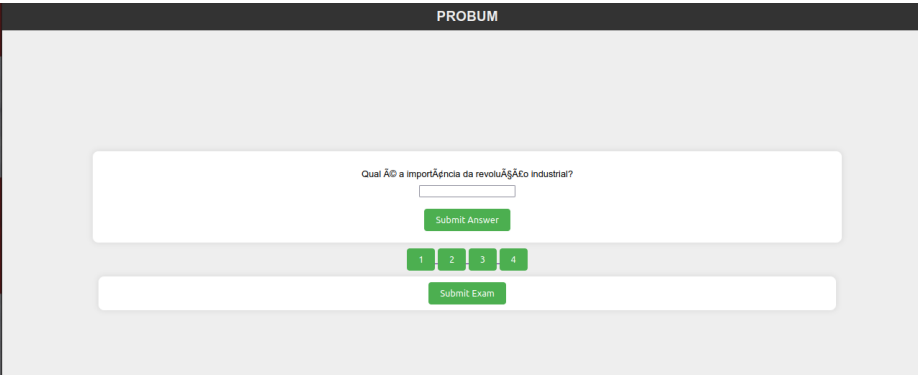 PROBUM
Qual Ã© a importÃ¢ncia da revoluÃ§Ã£o industrial?
Submit Answer
1 2 3 4
Submit Exam